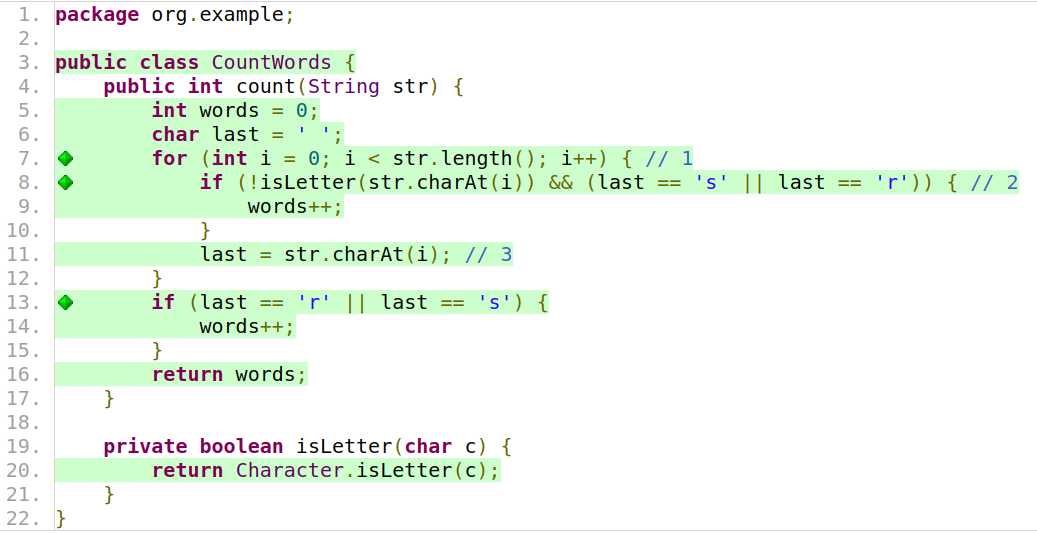 1. package org.example;
2.
3. public class CountWords {
4.     public int count(String str) {
5.         int words = 0;
6.         char last = ' ';
7.         for (int i = 0; i < str.length(); i++) { // 1
8.             if (!isLetter(str.charAt(i)) && (last == 's' || last == 'r')) { // 2
9.                 words++;
10.             }
11.             last = str.charAt(i); // 3
12.         }
13.         if (last == 'r' || last == 's') {
14.             words++;
15.         }
16.         return words;
17.     }
18.
19.     private boolean isLetter(char c) {
20.         return Character.isLetter(c);
21.     }
22. }